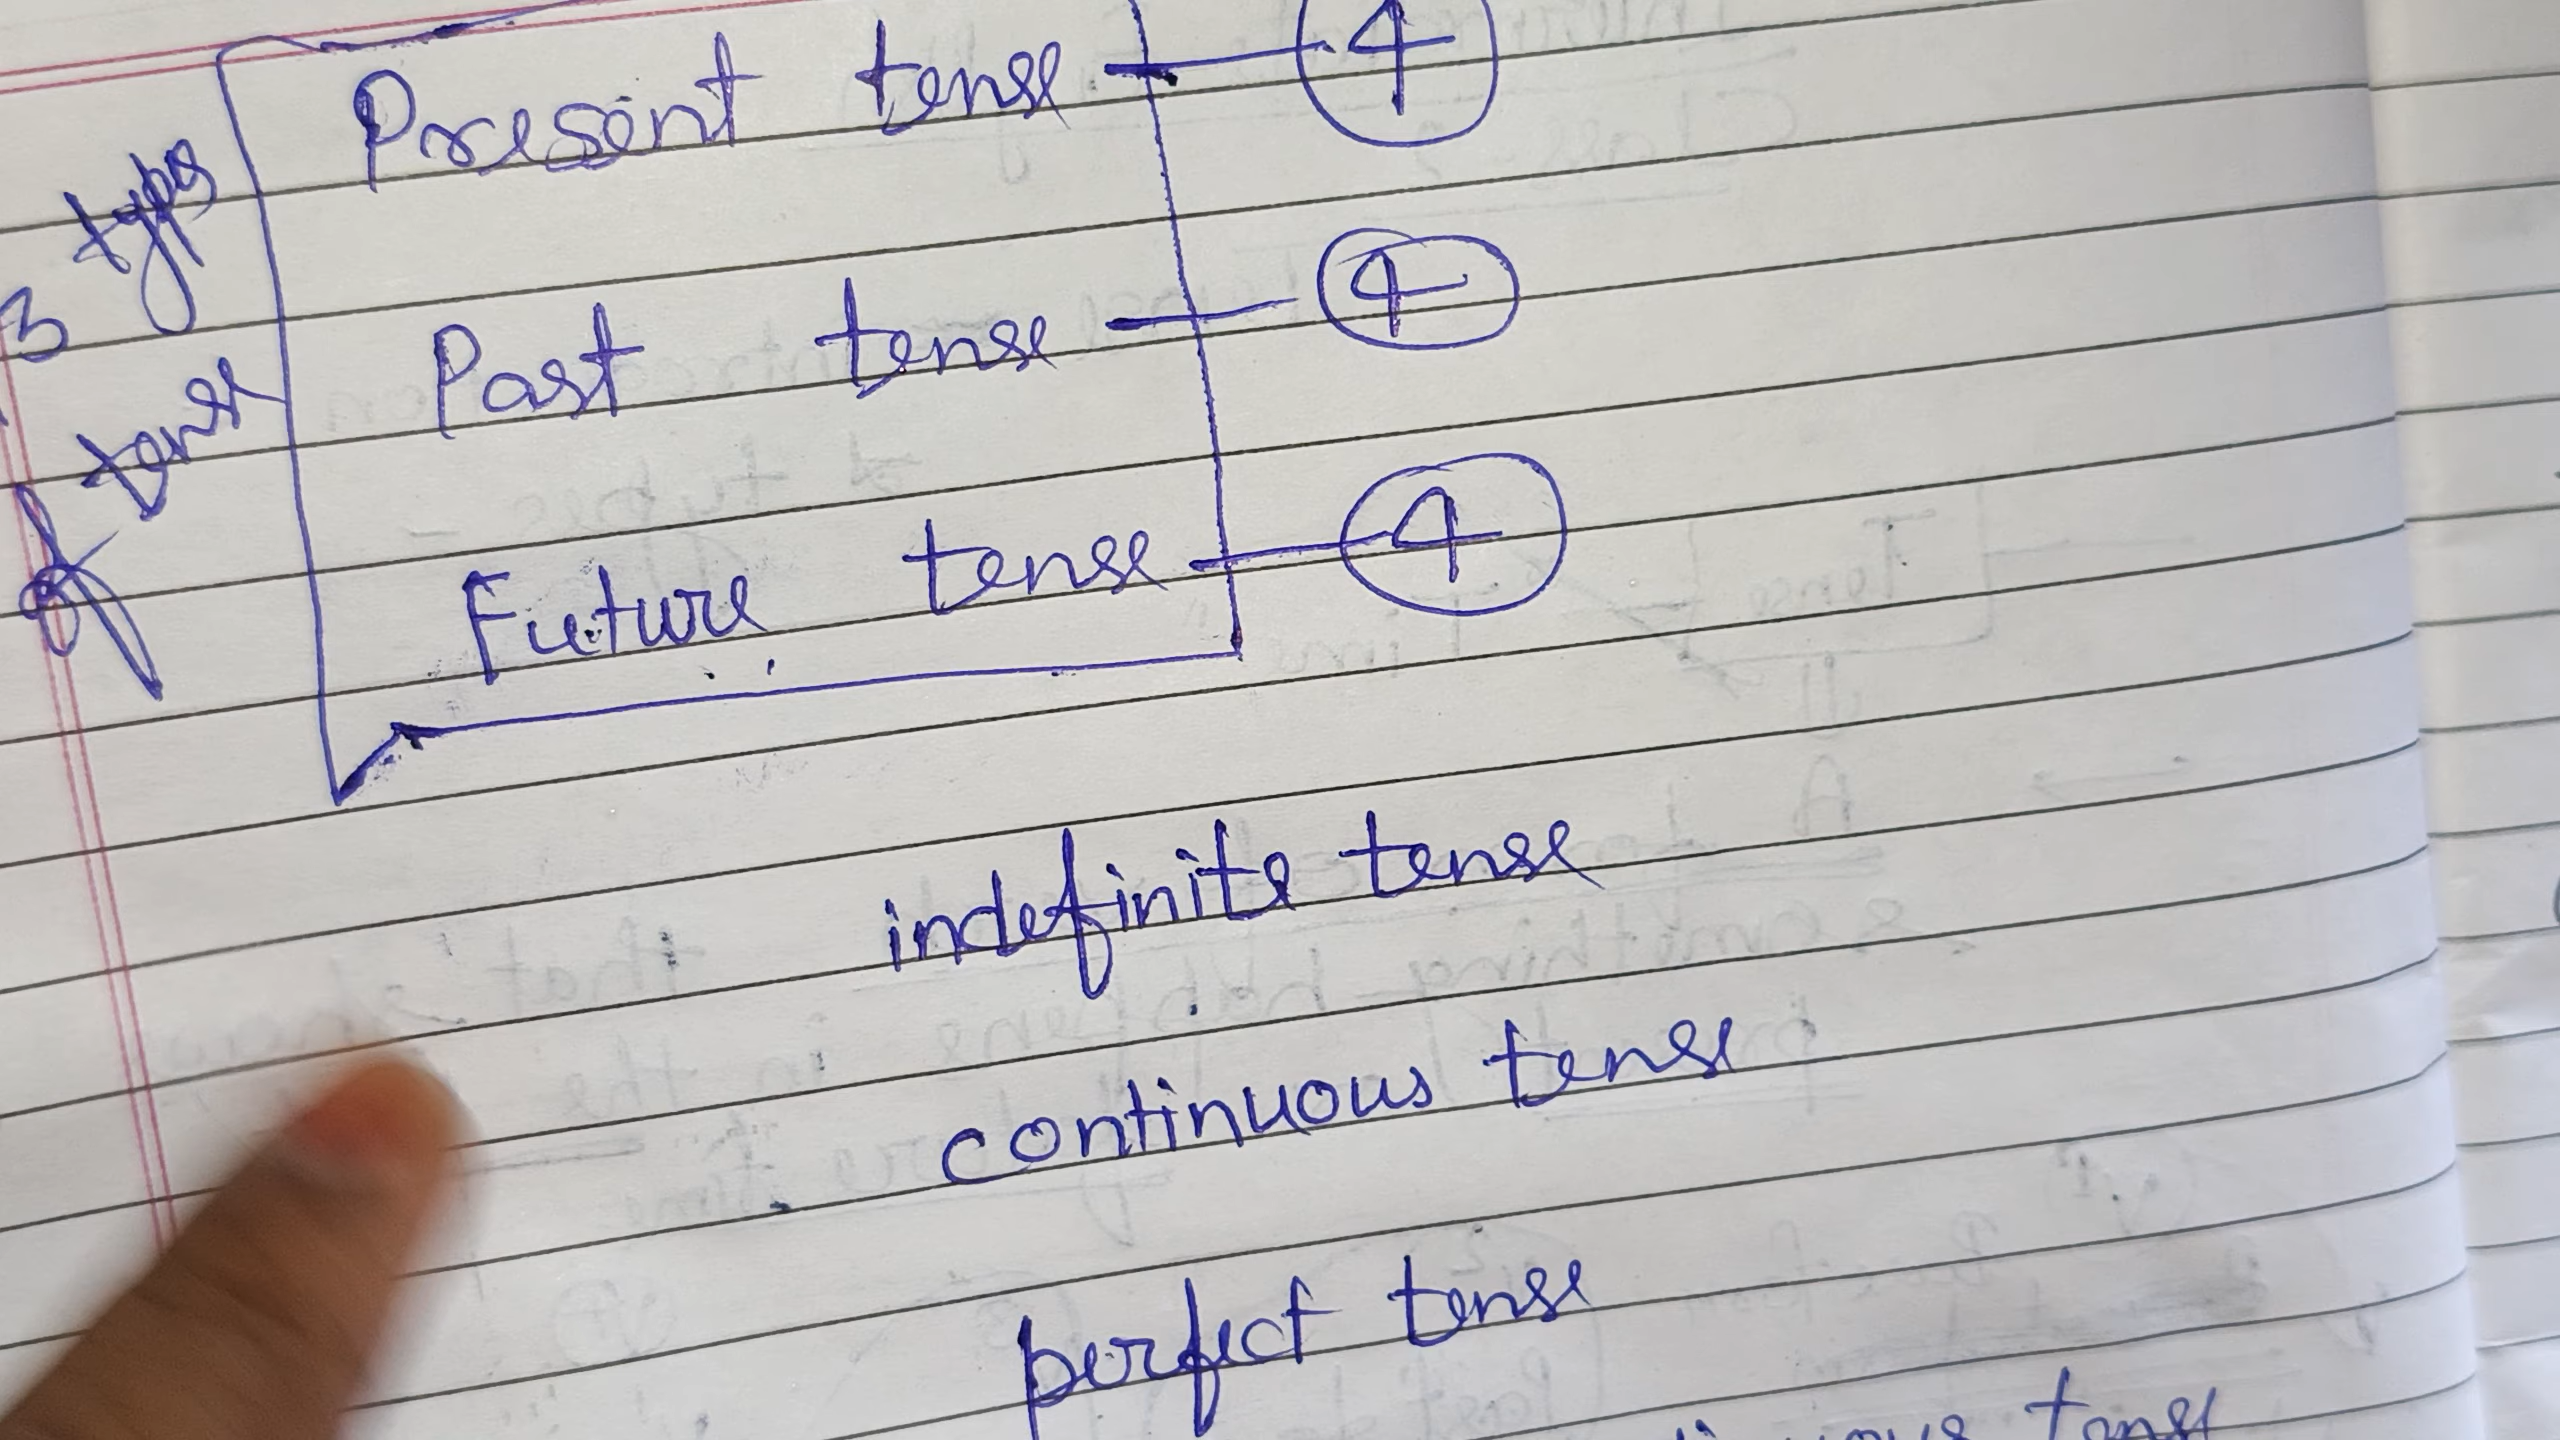 3 types of tense
Present tense — 4
Past tense — 4
Future tense — 4
indefinite tense
continuous tense
perfect tense
tense